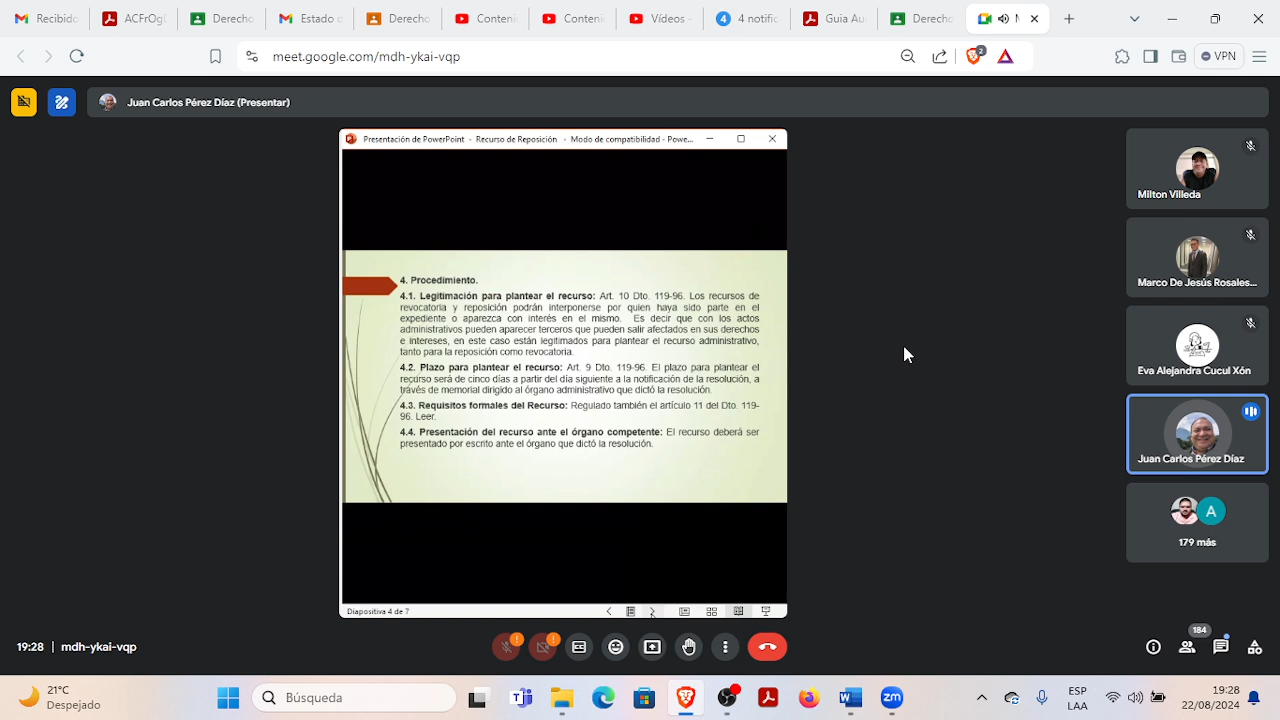 Recibido
ACFrOgl
Derecho
Estado d
Derecho
Conteni
Conteni
Vídeos -
4 notific
Guia Au
Derecho
meet.google.com/mdh-ykai-vqp
2
VPN
Juan Carlos Pérez Díaz (Presentar)
Presentación de PowerPoint - Recurso de Reposición - Modo de compatibilidad - Powe...
4. Procedimiento.
4.1. Legitimación para plantear el recurso: Art. 10 Dto. 119-96. Los recursos de
revocatoria y reposición podrán interponerse por quien haya sido parte en el
expediente o aparezca con interés en el mismo. Es decir que con los actos
administrativos pueden aparecer terceros que pueden salir afectados en sus derechos
e intereses, en este caso están legitimados para plantear el recurso administrativo,
tanto para la reposición como revocatoria.
4.2. Plazo para plantear el recurso: Art. 9 Dto. 119-96. El plazo para plantear el
recurso será de cinco días a partir del día siguiente a la notificación de la resolución, a
través de memorial dirigido al órgano administrativo que dictó la resolución.
4.3. Requisitos formales del Recurso: Regulado también el artículo 11 del Dto. 119-
96. Leer.
4.4. Presentación del recurso ante el órgano competente: El recurso deberá ser
presentado por escrito ante el órgano que dictó la resolución.
Diapositiva 4 de 7
Milton Villeda
Marco De Jesús Rosale...
Eva Alejandra Cucul Xón
Juan Carlos Pérez Díaz
A
179 más
19:28 | mdh-ykai-vqp
184
21°C
Despejado
Búsqueda
ESP
LAA
22/08/2024